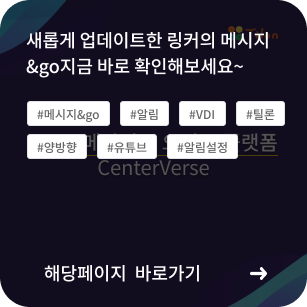 새롭게 업데이트한 링커의 메시지
&go지금 바로 확인해보세요~
#메시지&go #알림 #VDI #틸론
#양방향 #유튜브 #알림설정
CenterVerse
해당페이지 바로가기 →